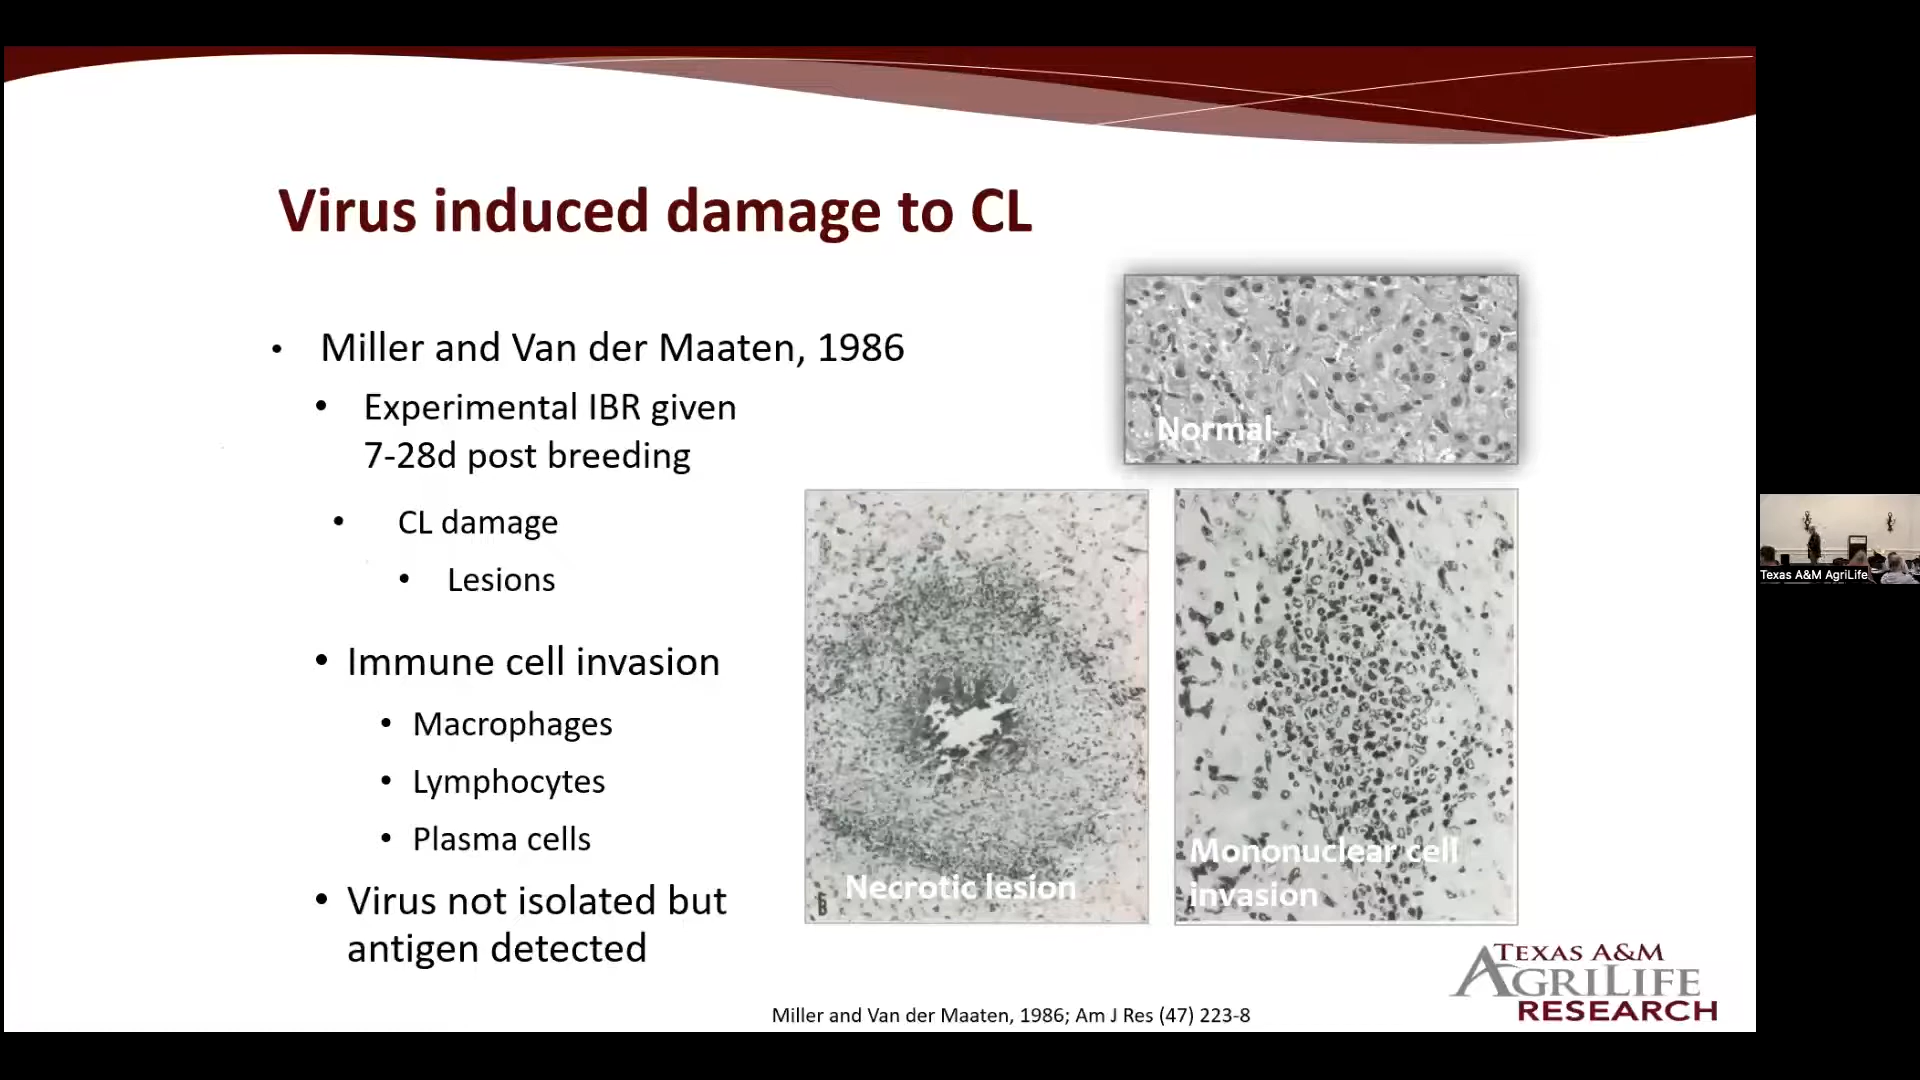 Virus induced damage to CL
• Miller and Van der Maaten, 1986
• Experimental IBR given
7-28d post breeding
• CL damage
• Lesions
• Immune cell invasion
• Macrophages
• Lymphocytes
• Plasma cells
• Virus not isolated but
antigen detected
Normal
Necrotic lesion
Mononuclear cell
invasion
Miller and Van der Maaten, 1986; Am J Res (47) 223-8
TEXAS A&M
AGRILIFE
RESEARCH
Texas A&M AgriLife